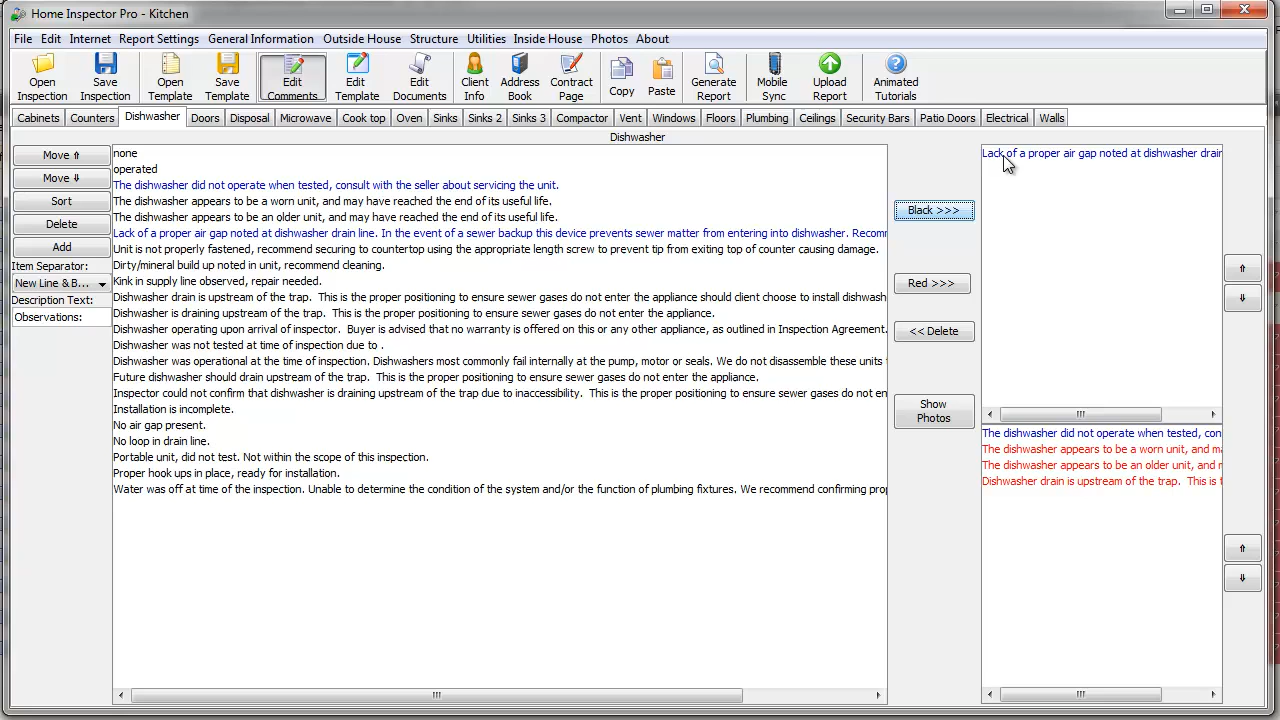 Home Inspector Pro - Kitchen
File Edit Internet Report Settings General Information Outside House Structure Utilities Inside House Photos About
Open Inspection Save Inspection Open Template Save Template Edit Comments Edit Template Edit Documents Client Info Address Book Contract Page Copy Paste Generate Report Mobile Sync Upload Report Animated Tutorials
Cabinets Counters Dishwasher Doors Disposal Microwave Cook top Oven Sinks Sinks 2 Sinks 3 Compactor Vent Windows Floors Plumbing Ceilings Security Bars Patio Doors Electrical Walls
Dishwasher
Move ⇑
Move ⇓
Sort
Delete
Add
Item Separator:
New Line & B...
Description Text:
Observations:
none
operated
The dishwasher did not operate when tested, consult with the seller about servicing the unit.
The dishwasher appears to be a worn unit, and may have reached the end of its useful life.
The dishwasher appears to be an older unit, and may have reached the end of its useful life.
Lack of a proper air gap noted at dishwasher drain line. In the event of a sewer backup this device prevents sewer matter from entering into dishwasher. Recomm
Unit is not properly fastened, recommend securing to countertop using the appropriate length screw to prevent tip from exiting top of counter causing damage.
Dirty/mineral build up noted in unit, recommend cleaning.
Kink in supply line observed, repair needed.
Dishwasher drain is upstream of the trap. This is the proper positioning to ensure sewer gases do not enter the appliance should client choose to install dishwash
Dishwasher is draining upstream of the trap. This is the proper positioning to ensure sewer gases do not enter the appliance.
Dishwasher operating upon arrival of inspector. Buyer is advised that no warranty is offered on this or any other appliance, as outlined in Inspection Agreement.
Dishwasher was not tested at time of inspection due to .
Dishwasher was operational at the time of inspection. Dishwashers most commonly fail internally at the pump, motor or seals. We do not disassemble these units
Future dishwasher should drain upstream of the trap. This is the proper positioning to ensure sewer gases do not enter the appliance.
Inspector could not confirm that dishwasher is draining upstream of the trap due to inaccessibility. This is the proper positioning to ensure sewer gases do not en
Installation is incomplete.
No air gap present.
No loop in drain line.
Portable unit, did not test. Not within the scope of this inspection.
Proper hook ups in place, ready for installation.
Water was off at time of the inspection. Unable to determine the condition of the system and/or the function of plumbing fixtures. We recommend confirming prop
Black >>>
Red >>>
<< Delete
Show
Photos
Lack of a proper air gap noted at dishwasher drain
The dishwasher did not operate when tested, con
The dishwasher appears to be a worn unit, and ma
The dishwasher appears to be an older unit, and m
Dishwasher drain is upstream of the trap. This is t